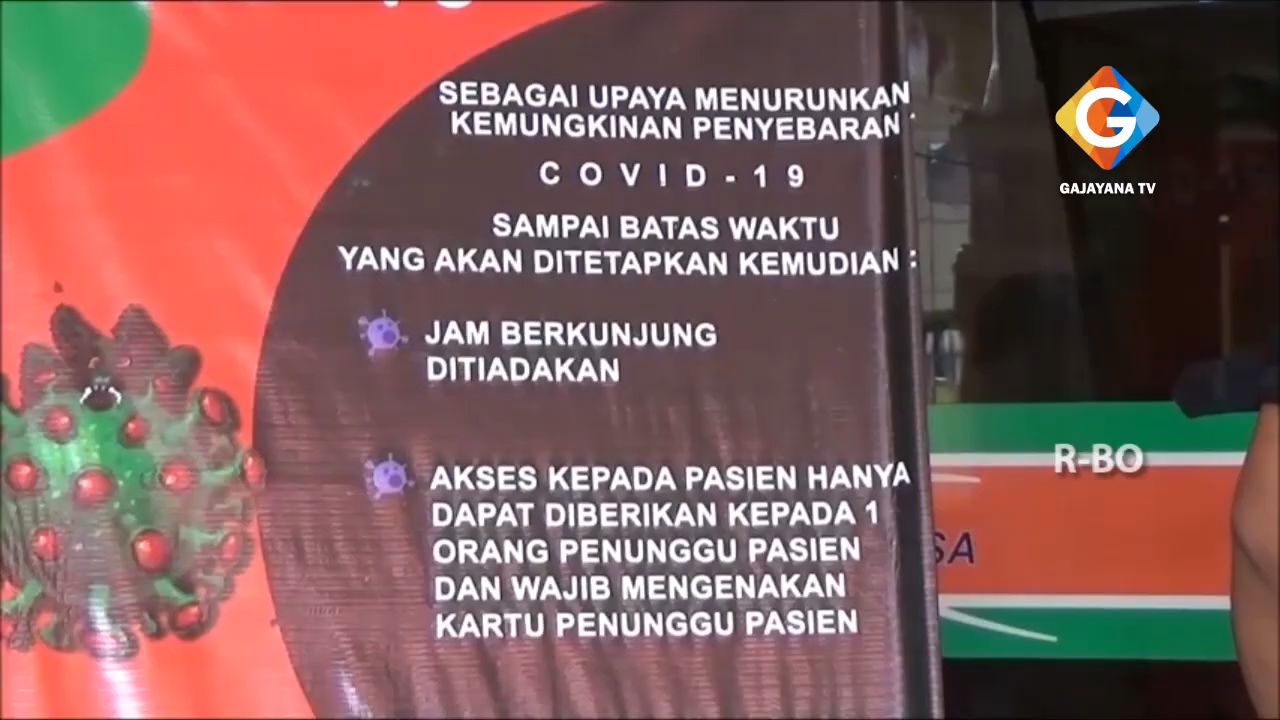 SEBAGAI UPAYA MENURUNKAN
KEMUNGKINAN PENYEBARAN
COVID-19
SAMPAI BATAS WAKTU
YANG AKAN DITETAPKAN KEMUDIAN :
JAM BERKUNJUNG
DITIADAKAN
AKSES KEPADA PASIEN HANYA
DAPAT DIBERIKAN KEPADA 1
ORANG PENUNGGU PASIEN
DAN WAJIB MENGENAKAN
KARTU PENUNGGU PASIEN
G
GAJAYANA TV
R-BO
SA